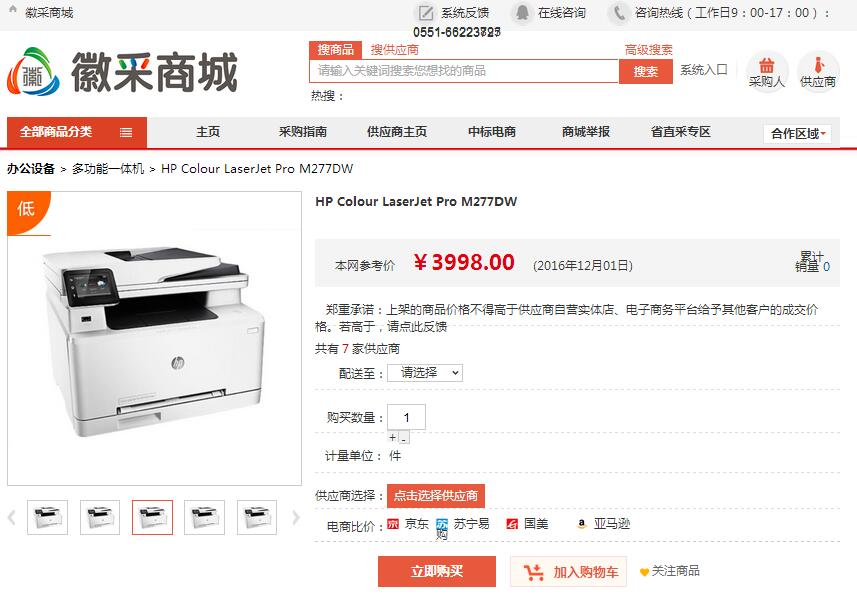 徽采商城
系统反馈 在线咨询 咨询热线（工作日9：00-17：00）：
徽采商城
搜商品 搜供应商 高级搜索
请输入关键词搜索您想找的商品 搜索 系统入口 采购人 供应商
热搜：
全部商品分类 主页 采购指南 供应商主页 中标电商 商城举报 省直采专区 合作区域
办公设备 > 多功能一体机 > HP Colour LaserJet Pro M277DW
低
HP Colour LaserJet Pro M277DW
本网参考价 ￥3998.00 (2016年12月01日) 累计
销量 0
郑重承诺：上架的商品价格不得高于供应商自营实体店、电子商务平台给予其他客户的成交价
格。若高于，请点此反馈
共有 7 家供应商
配送至： 请选择
购买数量： 1
+ -
计量单位： 件
供应商选择： 点击选择供应商
电商比价： 京 京东 苏 苏宁易 国美 a 亚马逊
购
立即购买 加入购物车 关注商品